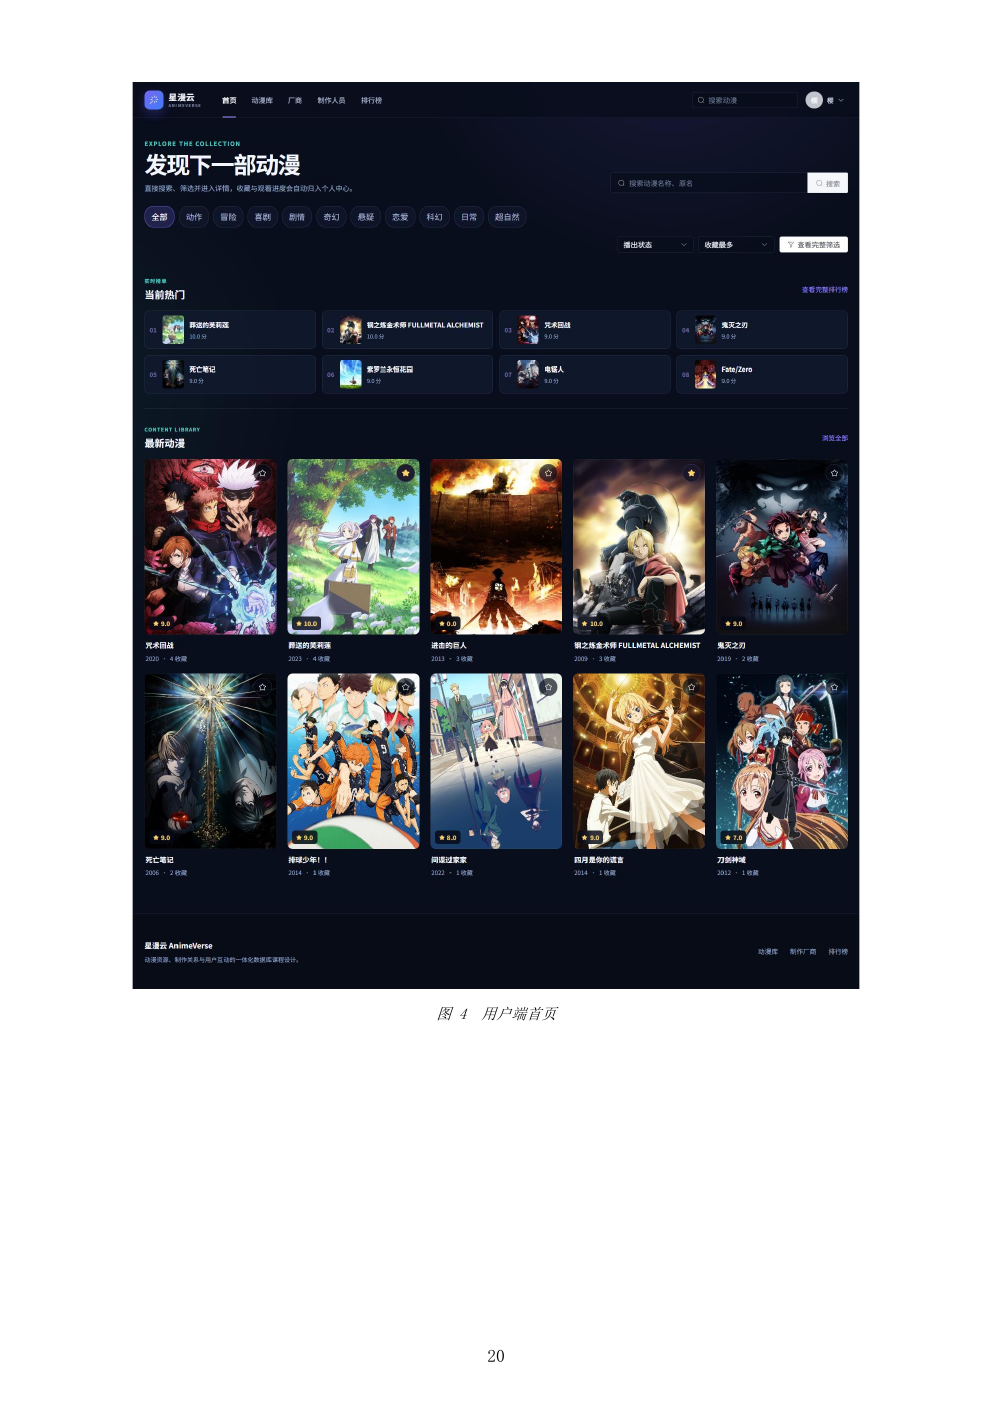 星漫云
ANIMEVERSE
首页 动漫库 厂商 制作人员 排行榜
搜索动漫
樱 樱
EXPLORE THE COLLECTION
发现下一部动漫
直接搜索、筛选并进入详情，收藏与观看进度会自动归入个人中心。
搜索动漫名称、原名 搜索
全部 动作 冒险 喜剧 剧情 奇幻 悬疑 恋爱 科幻 日常 超自然
播出状态 收藏最多 查看完整筛选
实时榜单
当前热门
查看完整排行榜
01 葬送的芙莉莲 10.0 分
02 钢之炼金术师 FULLMETAL ALCHEMIST 10.0 分
03 咒术回战 9.0 分
04 鬼灭之刃 9.0 分
05 死亡笔记 9.0 分
06 紫罗兰永恒花园 9.0 分
07 电锯人 9.0 分
08 Fate/Zero 9.0 分
CONTENT LIBRARY
最新动漫
浏览全部
9.0 10.0 0.0 10.0 9.0
咒术回战 葬送的芙莉莲 进击的巨人 钢之炼金术师 FULLMETAL ALCHEMIST 鬼灭之刃
2020 · 4 收藏 2023 · 4 收藏 2013 · 3 收藏 2009 · 3 收藏 2019 · 2 收藏
9.0 9.0 8.0 9.0 7.0
死亡笔记 排球少年！！ 间谍过家家 四月是你的谎言 刀剑神域
2006 · 2 收藏 2014 · 1 收藏 2022 · 1 收藏 2014 · 1 收藏 2012 · 1 收藏
星漫云 AnimeVerse
动漫资源、制作关系与用户互动的一体化数据库课程设计。
动漫库 制作厂商 排行榜
图 4 用户端首页
20